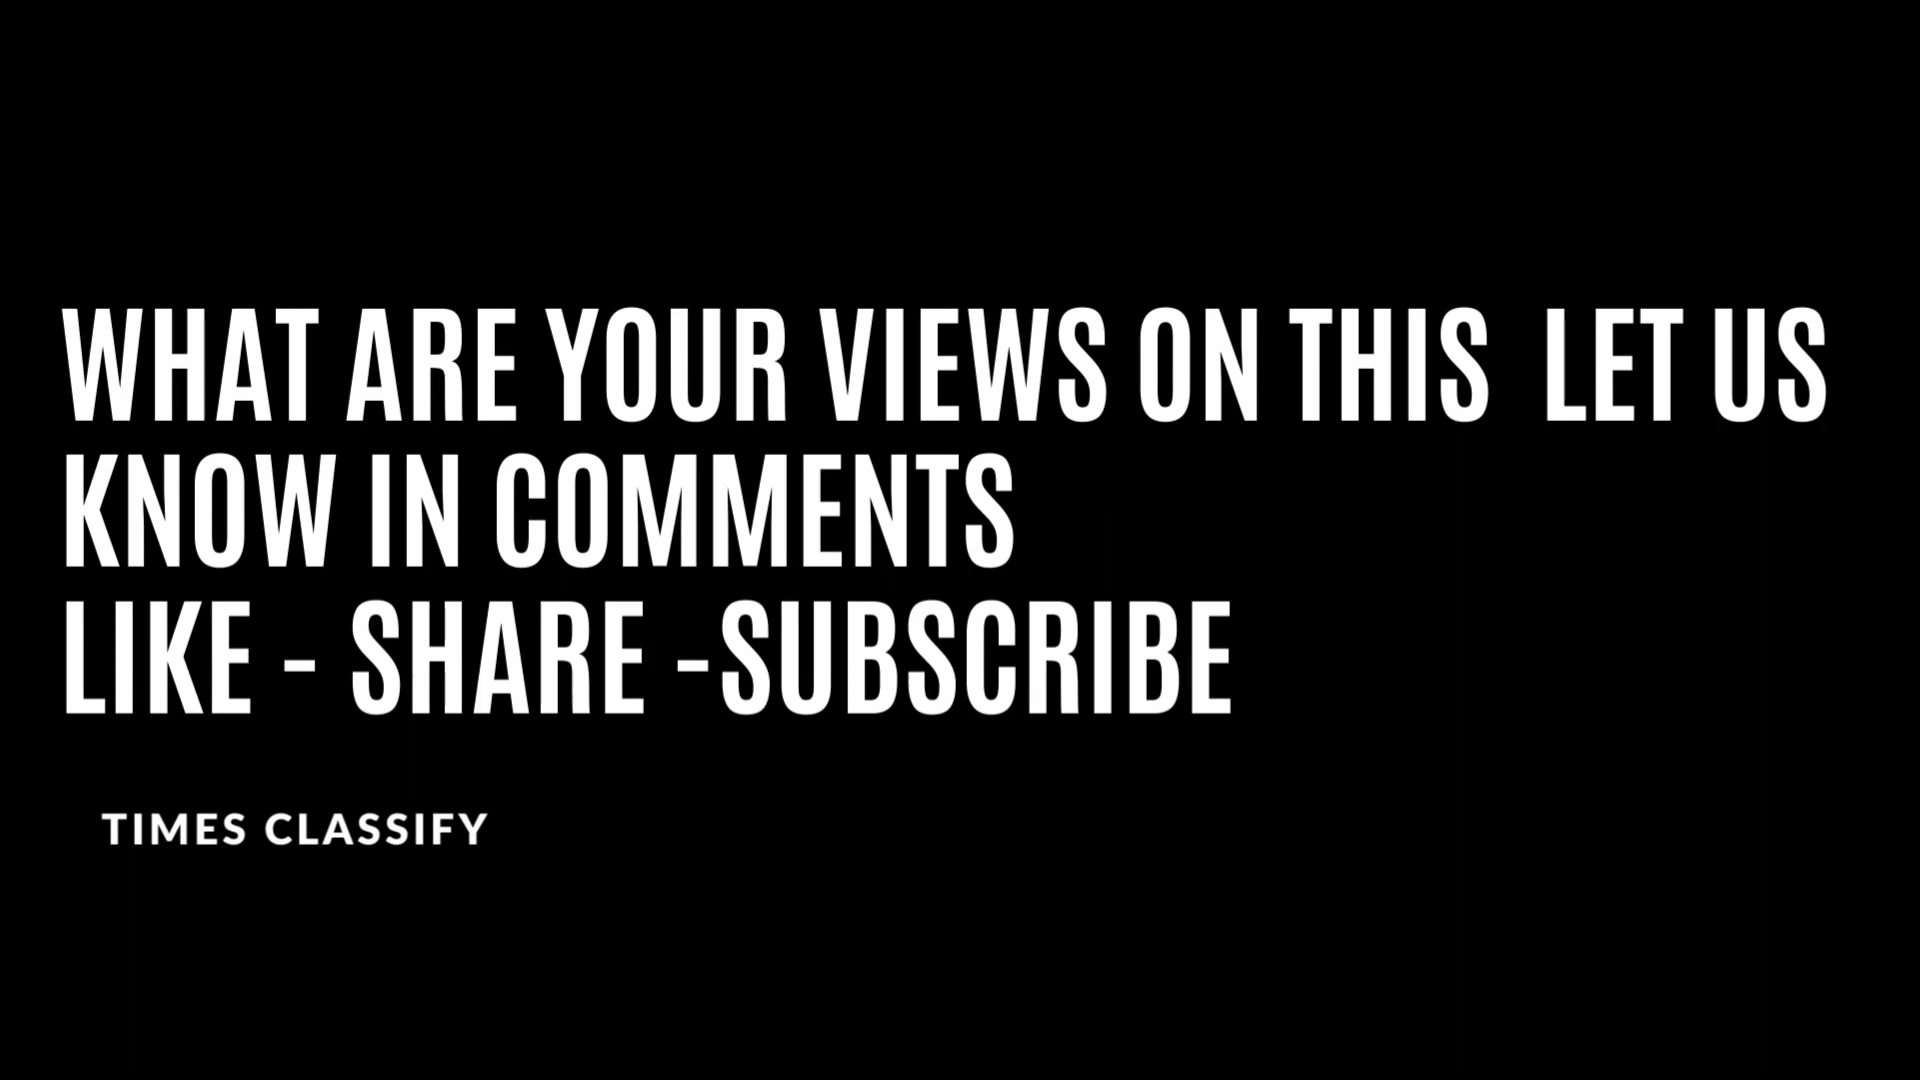 WHAT ARE YOUR VIEWS ON THIS  LET US
KNOW IN COMMENTS
LIKE - SHARE -SUBSCRIBE
TIMES CLASSIFY